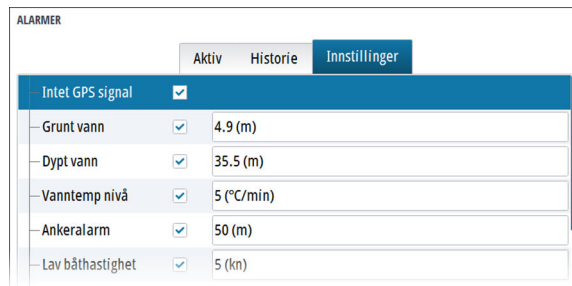 ALARMER
Aktiv Historie Innstillinger
Intet GPS signal
Grunt vann 4.9 (m)
Dypt vann 35.5 (m)
Vanntemp nivå 5 (°C/min)
Ankeralarm 50 (m)
Lav båthastighet 5 (kn)